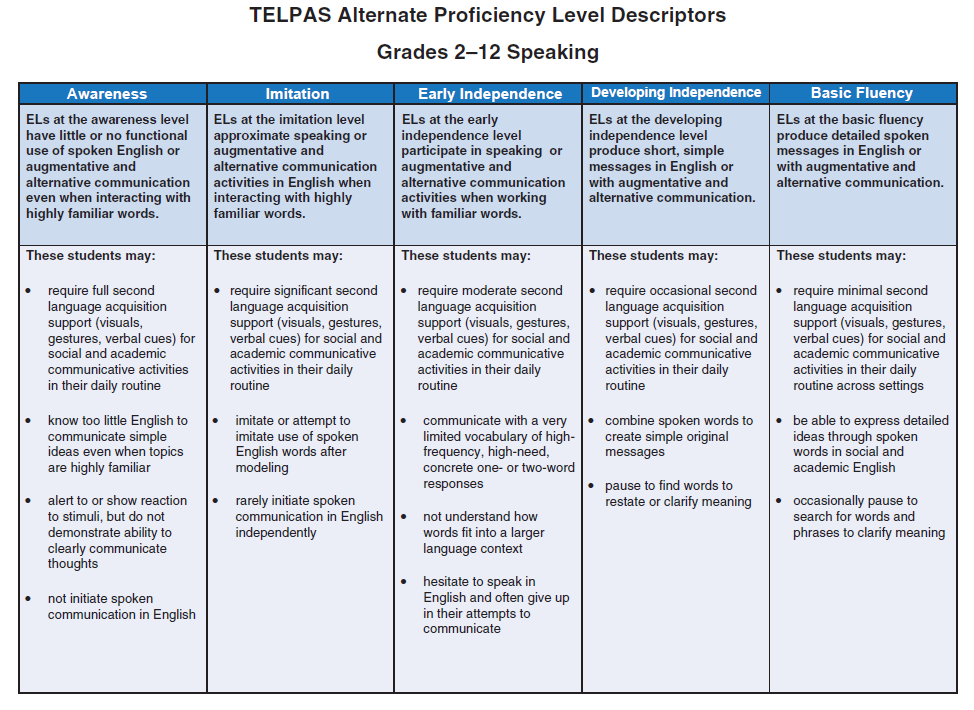 TELPAS Alternate Proficiency Level Descriptors
Grades 2–12 Speaking
Awareness
ELs at the awareness level
have little or no functional
use of spoken English or
augmentative and
alternative communication
even when interacting with
highly familiar words.
These students may:
• require full second
language acquisition
support (visuals,
gestures, verbal cues) for
social and academic
communicative activities
in their daily routine
• know too little English to
communicate simple
ideas even when topics
are highly familiar
• alert to or show reaction
to stimuli, but do not
demonstrate ability to
clearly communicate
thoughts
• not initiate spoken
communication in English
Imitation
ELs at the imitation level
approximate speaking or
augmentative and
alternative communication
activities in English when
interacting with highly
familiar words.
These students may:
• require significant second
language acquisition
support (visuals, gestures,
verbal cues) for social and
academic communicative
activities in their daily
routine
• imitate or attempt to
imitate use of spoken
English words after
modeling
• rarely initiate spoken
communication in English
independently
Early Independence
ELs at the early
independence level
participate in speaking or
augmentative and
alternative communication
activities when working
with familiar words.
These students may:
• require moderate second
language acquisition
support (visuals, gestures,
verbal cues) for social and
academic communicative
activities in their daily
routine
• communicate with a very
limited vocabulary of high-
frequency, high-need,
concrete one- or two-word
responses
• not understand how
words fit into a larger
language context
• hesitate to speak in
English and often give up
in their attempts to
communicate
Developing Independence
ELs at the developing
independence level
produce short, simple
messages in English or
with augmentative and
alternative communication.
These students may:
• require occasional second
language acquisition
support (visuals, gestures,
verbal cues) for social and
academic communicative
activities in their daily
routine
• combine spoken words to
create simple original
messages
• pause to find words to
restate or clarify meaning
Basic Fluency
ELs at the basic fluency
produce detailed spoken
messages in English or
with augmentative and
alternative communication.
These students may:
• require minimal second
language acquisition
support (visuals, gestures,
verbal cues) for social and
academic communicative
activities in their daily
routine across settings
• be able to express detailed
ideas through spoken
words in social and
academic English
• occasionally pause to
search for words and
phrases to clarify meaning